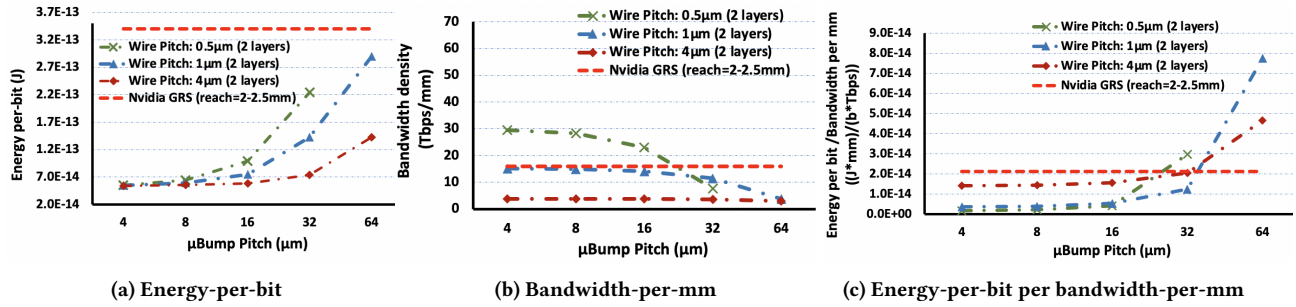 Energy per-bit (J)
3.7E-13
3.2E-13
2.7E-13
2.2E-13
1.7E-13
1.2E-13
7.0E-14
2.0E-14
Wire Pitch: 0.5µm (2 layers)
Wire Pitch: 1µm (2 layers)
Wire Pitch: 4µm (2 layers)
Nvidia GRS (reach=2-2.5mm)
4 8 16 32 64
µBump Pitch (µm)
(a) Energy-per-bit
Bandwidth density
(Tbps/mm)
70
60
50
40
30
20
10
0
Wire Pitch: 0.5µm (2 layers)
Wire Pitch: 1µm (2 layers)
Wire Pitch: 4µm (2 layers)
Nvidia GRS (reach=2-2.5mm)
4 8 16 32 64
µBump Pitch (µm)
(b) Bandwidth-per-mm
Energy per bit /Bandwidth per mm
((J*mm)/(b*Tbps))
9.0E-14
8.0E-14
7.0E-14
6.0E-14
5.0E-14
4.0E-14
3.0E-14
2.0E-14
1.0E-14
0.0E+00
Wire Pitch: 0.5µm (2 layers)
Wire Pitch: 1µm (2 layers)
Wire Pitch: 4µm (2 layers)
Nvidia GRS (reach=2-2.5mm)
4 8 16 32 64
µBump Pitch (µm)
(c) Energy-per-bit per bandwidth-per-mm